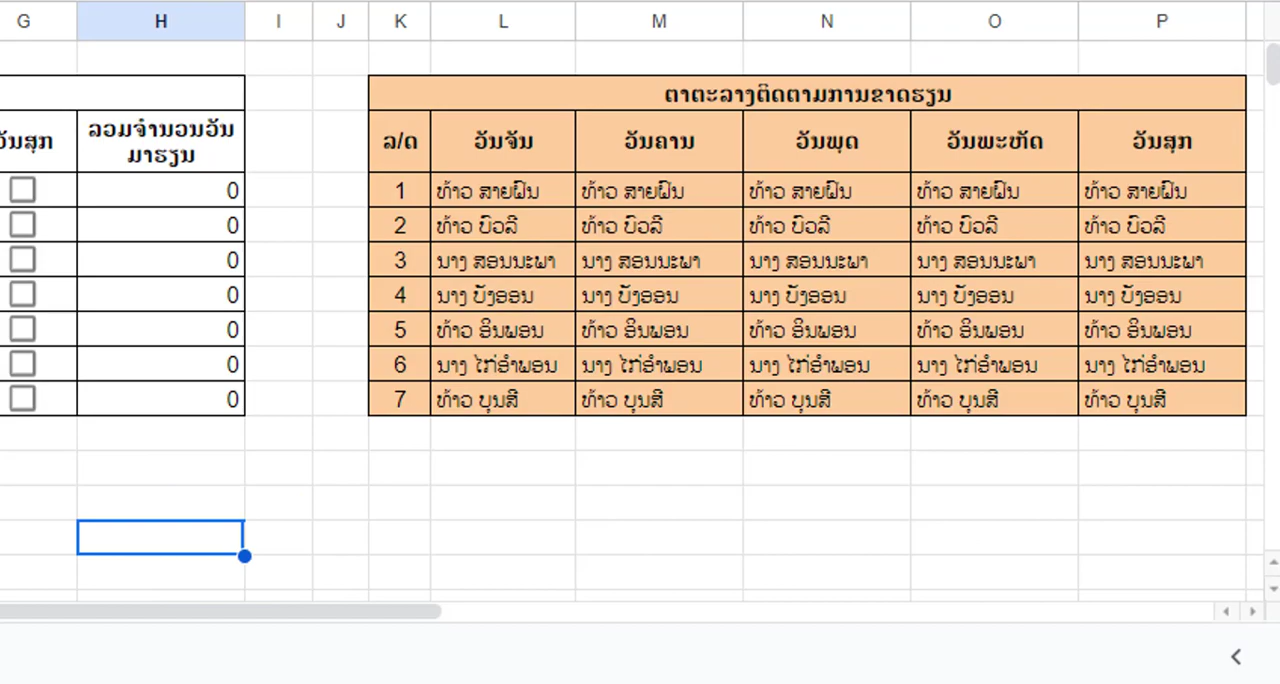 G H I J K L M N O P
ຕາຕະລາງຕິດຕາມການຂາດຮຽນ
ວັນສຸກ ລວມຈຳນວນວັນ ລ/ດ ວັນຈັນ ວັນຄານ ວັນພຸດ ວັນພະຫັດ ວັນສຸກ
ມາຮຽນ
0 1 ທ້າວ ສາຍຝົນ ທ້າວ ສາຍຝົນ ທ້າວ ສາຍຝົນ ທ້າວ ສາຍຝົນ ທ້າວ ສາຍຝົນ
0 2 ທ້າວ ບົວລີ ທ້າວ ບົວລີ ທ້າວ ບົວລີ ທ້າວ ບົວລີ ທ້າວ ບົວລີ
0 3 ນາງ ສອນນະພາ ນາງ ສອນນະພາ ນາງ ສອນນະພາ ນາງ ສອນນະພາ ນາງ ສອນນະພາ
0 4 ນາງ ບັງອອນ ນາງ ບັງອອນ ນາງ ບັງອອນ ນາງ ບັງອອນ ນາງ ບັງອອນ
0 5 ທ້າວ ອິນພອນ ທ້າວ ອິນພອນ ທ້າວ ອິນພອນ ທ້າວ ອິນພອນ ທ້າວ ອິນພອນ
0 6 ນາງ ໄກ່ອຳພອນ ນາງ ໄກ່ອຳພອນ ນາງ ໄກ່ອຳພອນ ນາງ ໄກ່ອຳພອນ ນາງ ໄກ່ອຳພອນ
0 7 ທ້າວ ບຸນສີ ທ້າວ ບຸນສີ ທ້າວ ບຸນສີ ທ້າວ ບຸນສີ ທ້າວ ບຸນສີ